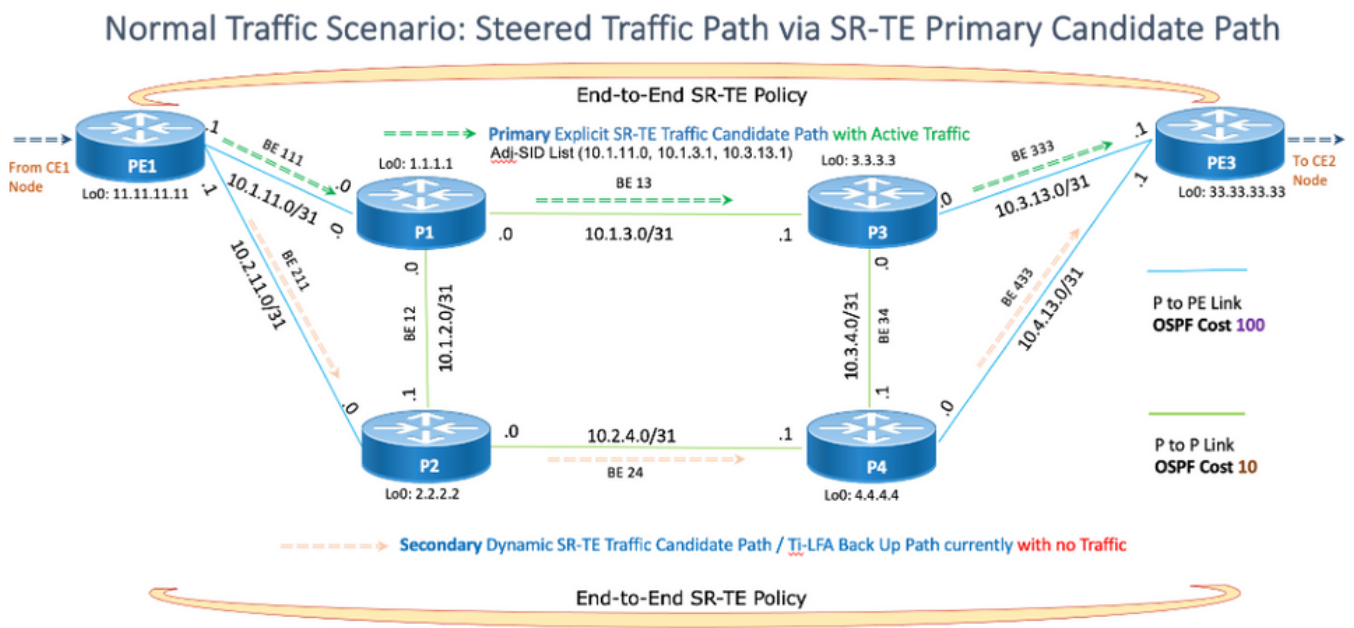 Normal Traffic Scenario: Steered Traffic Path via SR-TE Primary Candidate Path
End-to-End SR-TE Policy
Primary Explicit SR-TE Traffic Candidate Path with Active Traffic
Adj-SID List (10.1.11.0, 10.1.3.1, 10.3.13.1)
From CE1
Node
PE1
Lo0: 11.11.11.11
.1
BE 111
.0
10.1.11.0/31
.0
.1
Lo0: 1.1.1.1
P1
BE 13
.0
10.1.3.0/31
.1
Lo0: 3.3.3.3
P3
BE 333
.1
.0
10.3.13.0/31
PE3
To CE2
Node
Lo0: 33.33.33.33
.1
BE 211
10.2.11.0/31
.0
.0
BE 12
10.1.2.0/31
.1
.0
10.3.4.0/31
BE 34
.1
BE 433
10.4.13.0/31
.0
P to PE Link
OSPF Cost 100
P2
Lo0: 2.2.2.2
.0
10.2.4.0/31
.1
BE 24
P4
Lo0: 4.4.4.4
P to P Link
OSPF Cost 10
Secondary Dynamic SR-TE Traffic Candidate Path / Ti-LFA Back Up Path currently with no Traffic
End-to-End SR-TE Policy